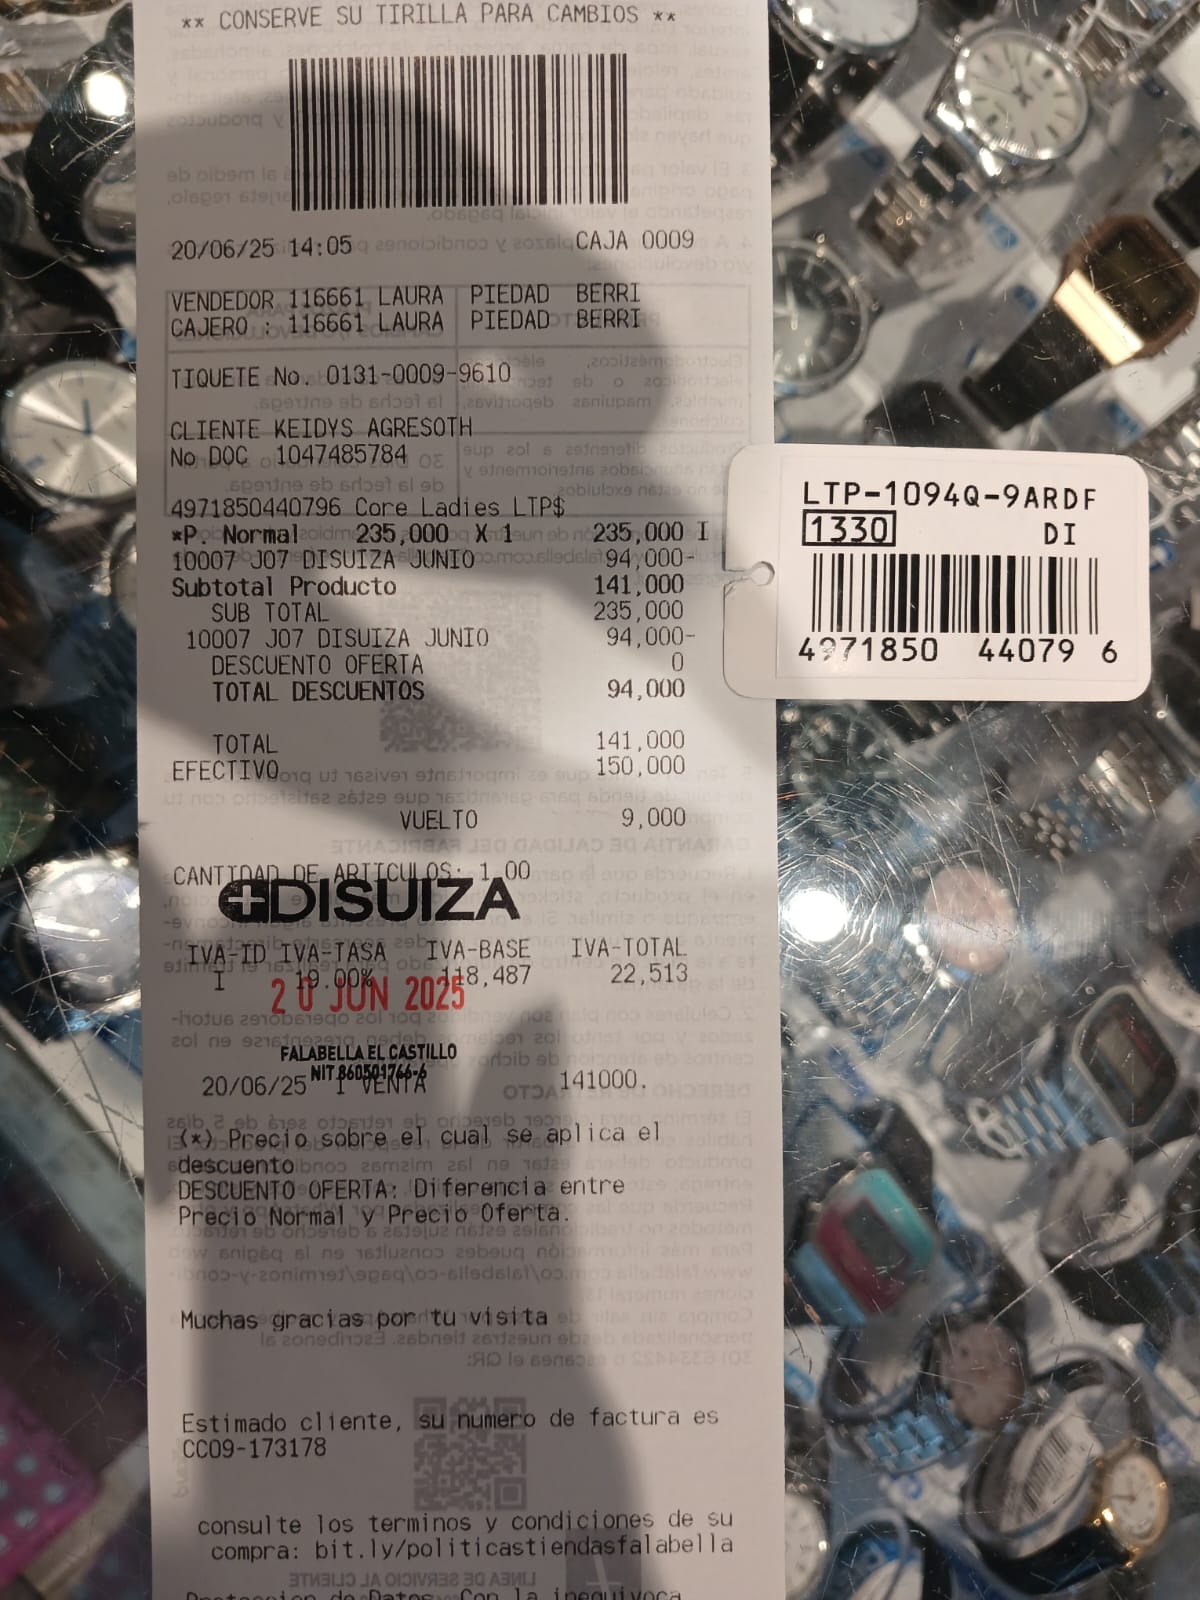 ** CONSERVE SU TIRILLA PARA CAMBIOS **
20/06/25 14:05 CAJA 0009
VENDEDOR 116661 LAURA PIEDAD BERRI
CAJERO : 116661 LAURA PIEDAD BERRI
TIQUETE No. 0131-0009-9610
CLIENTE KEIDYS AGRESOTH
No DOC 1047485784
4971850440796 Core Ladies LTP$
*P. Normal 235,000 X 1 235,000 I
10007 J07 DISUIZA JUNIO 94,000-
Subtotal Producto 141,000
SUB TOTAL 235,000
10007 J07 DISUIZA JUNIO 94,000-
DESCUENTO OFERTA 0
TOTAL DESCUENTOS 94,000
TOTAL 141,000
EFECTIVO 150,000
VUELTO 9,000
CANTIDAD DE ARTICULOS: 1.00
DISUIZA
IVA-ID IVA-TASA IVA-BASE IVA-TOTAL
I 19.00% 118,487 22,513
20 JUN 2025
FALABELLA EL CASTILLO
NIT.860501766-6
20/06/25 1 VENTA 141000.
(*) Precio sobre el cual se aplica el
descuento
DESCUENTO OFERTA: Diferencia entre
Precio Normal y Precio Oferta.
Muchas gracias por tu visita
Estimado cliente, su numero de factura es
CC09-173178
consulte los terminos y condiciones de su
compra: bit.ly/politicastiendasfalabella
LTP-1094Q-9ARDF
1330 DI
4971850 44079 6